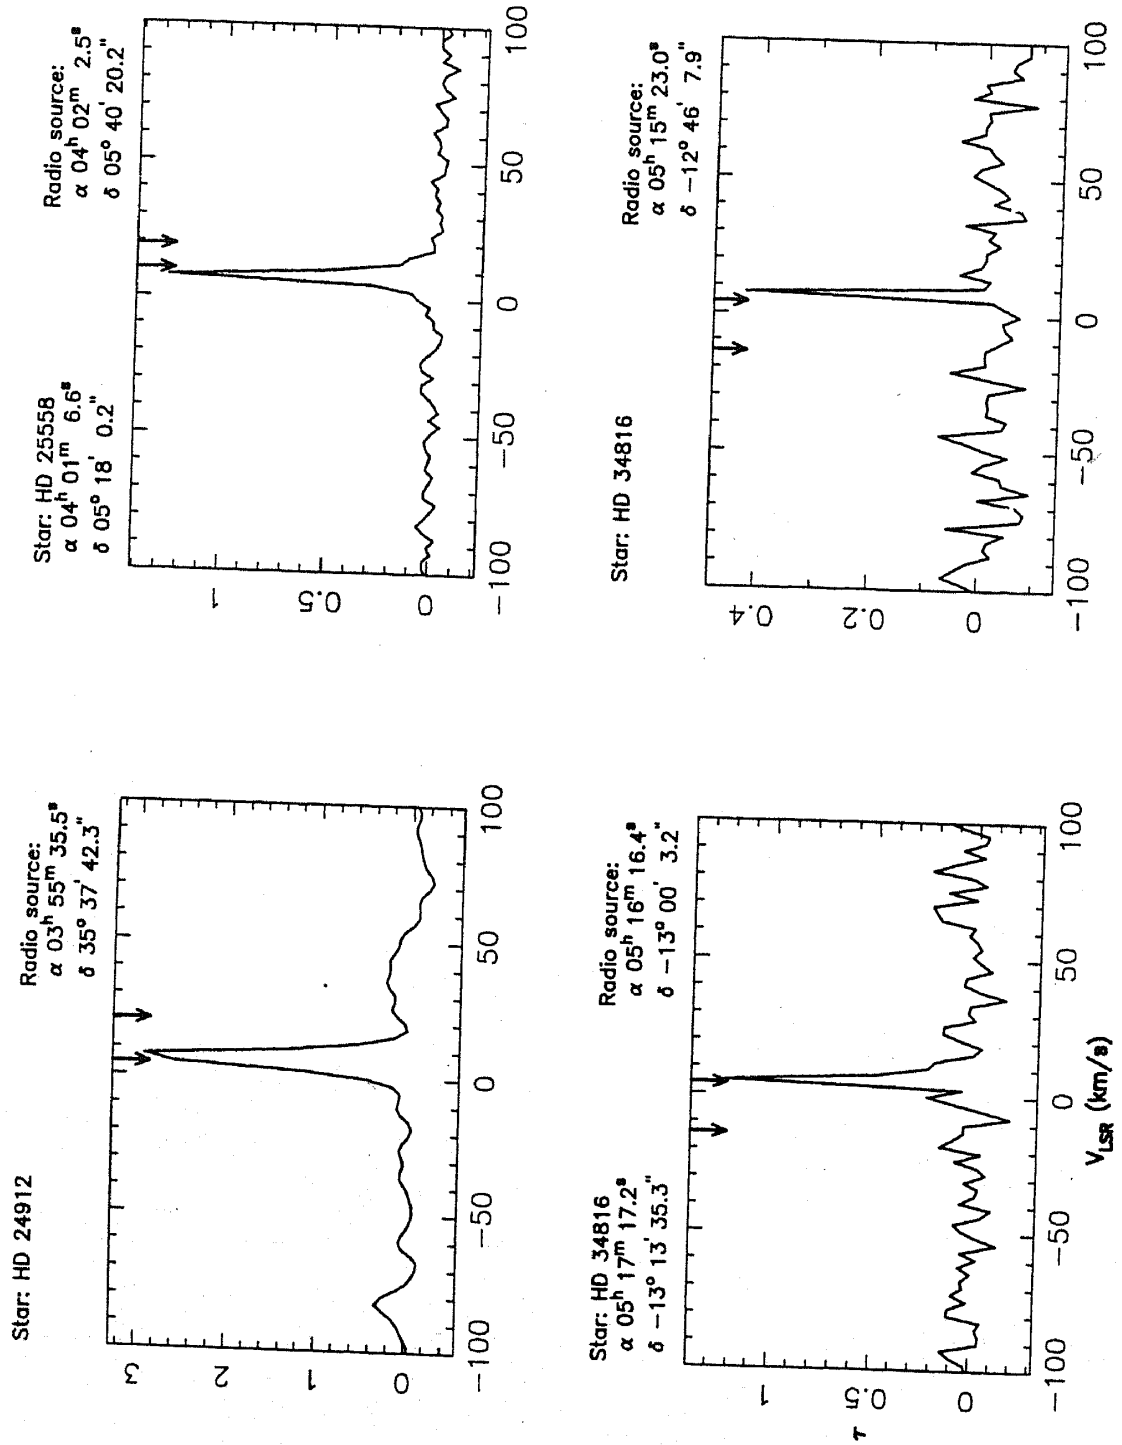 Star: HD 24912
Radio source:
α 03ʰ 55ᵐ 35.5ˢ
δ 35° 37′ 42.3″
3
2
1
0
−100
−50
0
50
100
Star: HD 25558
α 04ʰ 01ᵐ 6.6ˢ
δ 05° 18′ 0.2″
Radio source:
α 04ʰ 02ᵐ 2.5ˢ
δ 05° 40′ 20.2″
1
0.5
0
−100
−50
0
50
100
Star: HD 34816
α 05ʰ 17ᵐ 17.2ˢ
δ −13° 13′ 35.3″
Radio source:
α 05ʰ 16ᵐ 16.4ˢ
δ −13° 00′ 3.2″
1
0.5
0
τ
−100
−50
0
50
100
V_LSR (km/s)
Star: HD 34816
Radio source:
α 05ʰ 15ᵐ 23.0ˢ
δ −12° 46′ 7.9″
0.4
0.2
0
−100
−50
0
50
100